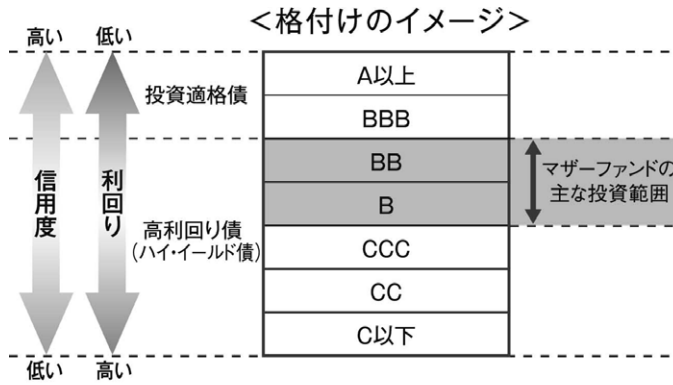 <格付けのイメージ>
高い 低い
投資適格債
A以上
BBB
BB
B
CCC
CC
C以下
信用度
利回り
高利回り債
(ハイ・イールド債)
マザーファンドの
主な投資範囲
低い 高い